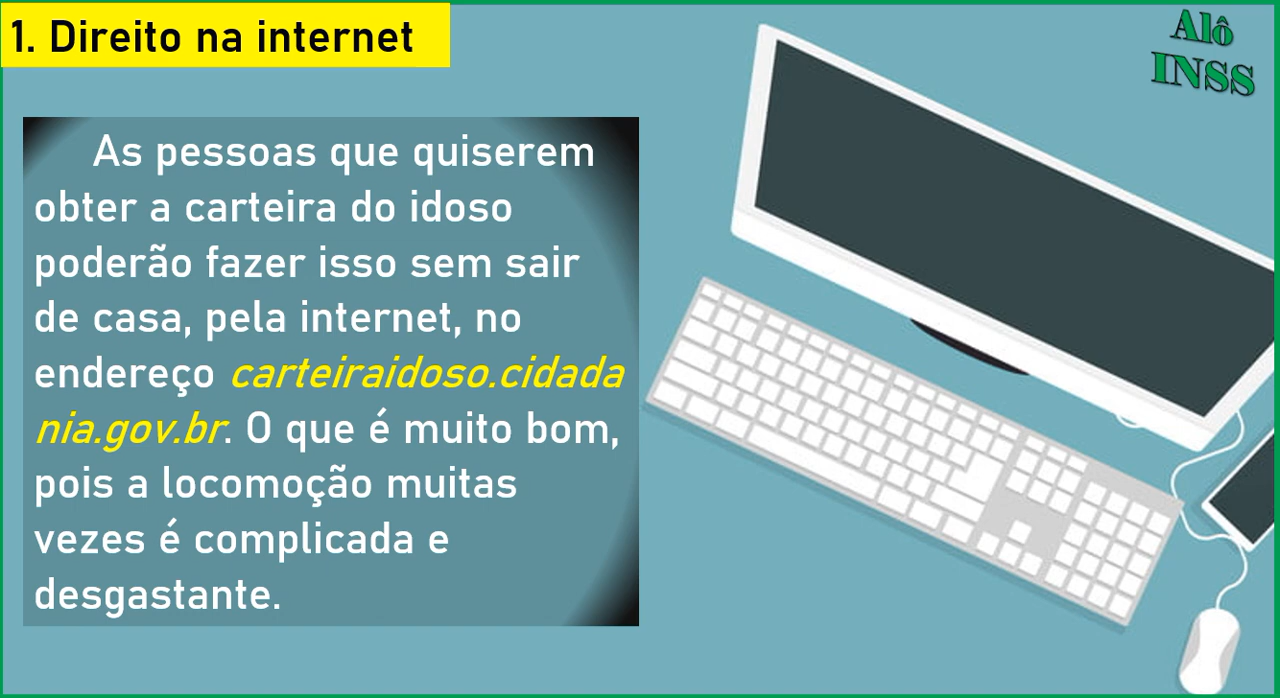 1. Direito na internet
Alô
INSS
As pessoas que quiserem
obter a carteira do idoso
poderão fazer isso sem sair
de casa, pela internet, no
endereço carteiraidoso.cidada
nia.gov.br. O que é muito bom,
pois a locomoção muitas
vezes é complicada e
desgastante.